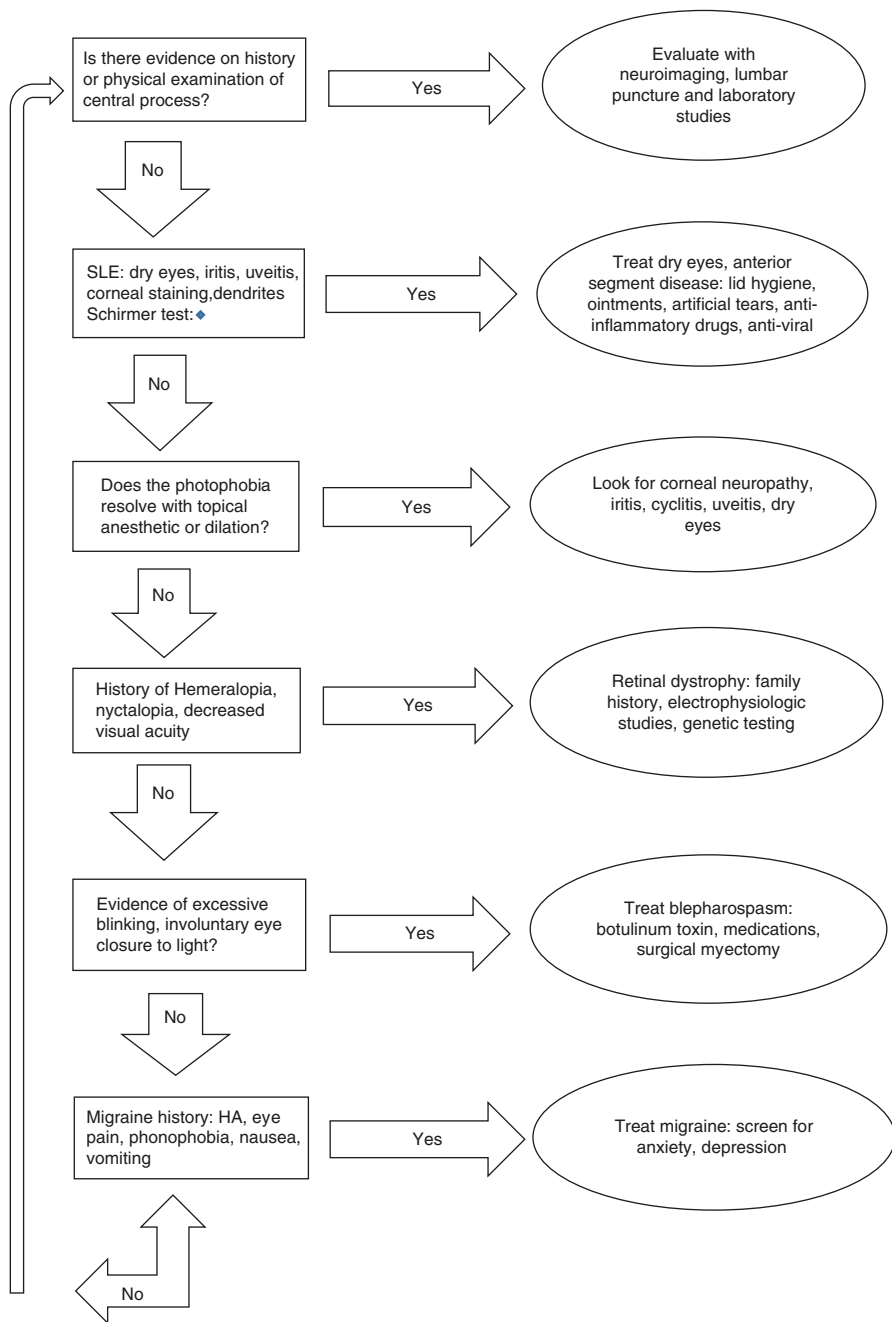 Is there evidence on history
or physical examination of
central process?
Yes
Evaluate with
neuroimaging, lumbar
puncture and laboratory
studies
No
SLE: dry eyes, iritis, uveitis,
corneal staining,dendrites
Schirmer test:
Yes
Treat dry eyes, anterior
segment disease: lid hygiene,
ointments, artificial tears, anti-
inflammatory drugs, anti-viral
No
Does the photophobia
resolve with topical
anesthetic or dilation?
Yes
Look for corneal neuropathy,
iritis, cyclitis, uveitis, dry
eyes
No
History of Hemeralopia,
nyctalopia, decreased
visual acuity
Yes
Retinal dystrophy: family
history, electrophysiologic
studies, genetic testing
No
Evidence of excessive
blinking, involuntary eye
closure to light?
Yes
Treat blepharospasm:
botulinum toxin, medications,
surgical myectomy
No
Migraine history: HA, eye
pain, phonophobia, nausea,
vomiting
Yes
Treat migraine: screen for
anxiety, depression
No